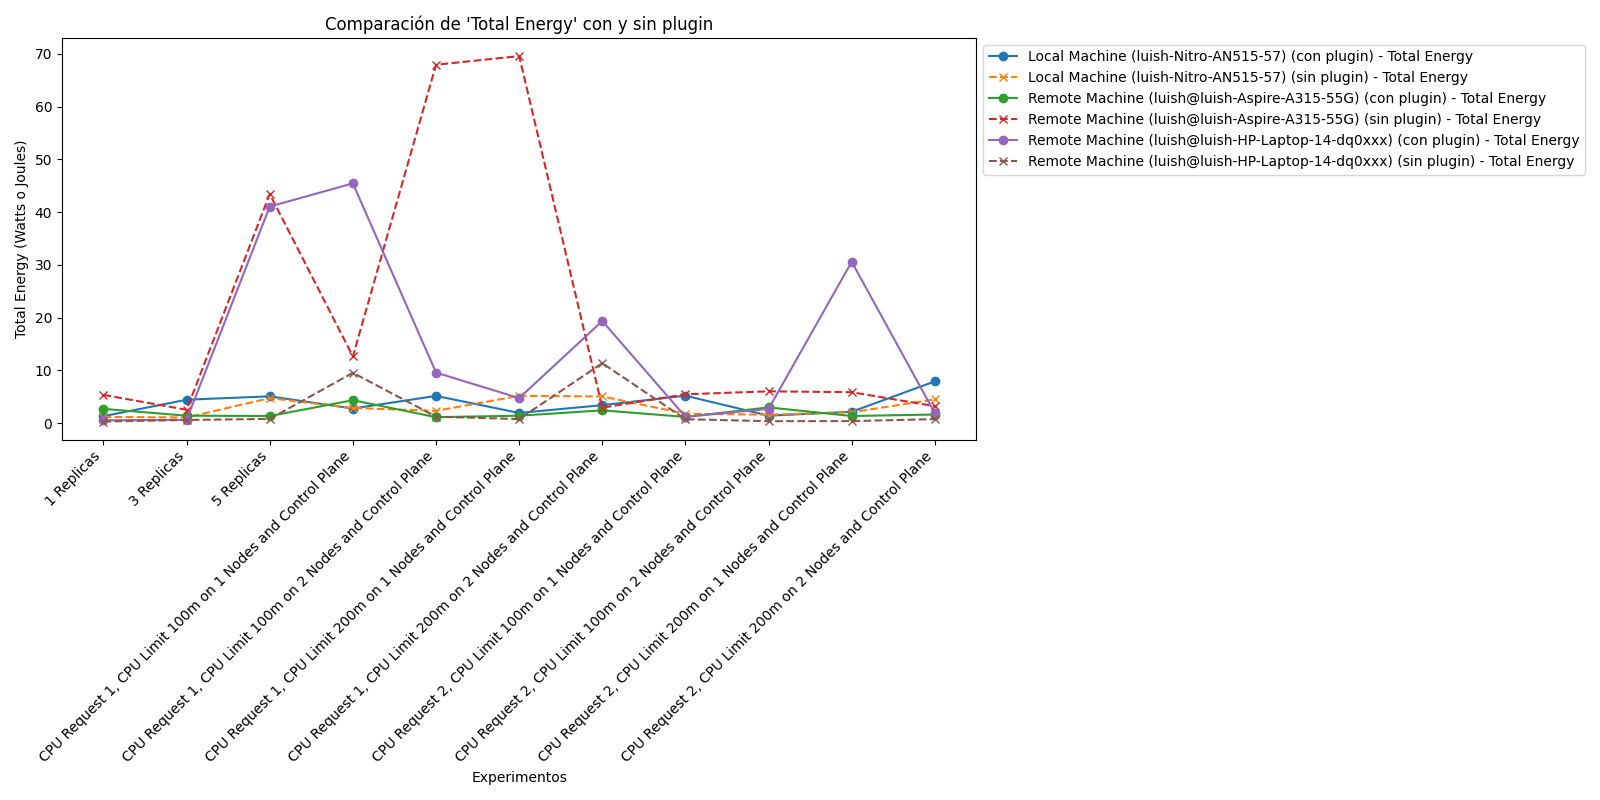 Comparación de 'Total Energy' con y sin plugin
Total Energy (Watts o Joules)
70
60
50
40
30
20
10
0
1 Replicas
3 Replicas
5 Replicas
CPU Request 1, CPU Limit 100m on 1 Nodes and Control Plane
CPU Request 1, CPU Limit 100m on 2 Nodes and Control Plane
CPU Request 1, CPU Limit 200m on 1 Nodes and Control Plane
CPU Request 1, CPU Limit 200m on 2 Nodes and Control Plane
CPU Request 2, CPU Limit 100m on 1 Nodes and Control Plane
CPU Request 2, CPU Limit 100m on 2 Nodes and Control Plane
CPU Request 2, CPU Limit 200m on 1 Nodes and Control Plane
CPU Request 2, CPU Limit 200m on 2 Nodes and Control Plane
Experimentos
Local Machine (luish-Nitro-AN515-57) (con plugin) - Total Energy
Local Machine (luish-Nitro-AN515-57) (sin plugin) - Total Energy
Remote Machine (luish@luish-Aspire-A315-55G) (con plugin) - Total Energy
Remote Machine (luish@luish-Aspire-A315-55G) (sin plugin) - Total Energy
Remote Machine (luish@luish-HP-Laptop-14-dq0xxx) (con plugin) - Total Energy
Remote Machine (luish@luish-HP-Laptop-14-dq0xxx) (sin plugin) - Total Energy